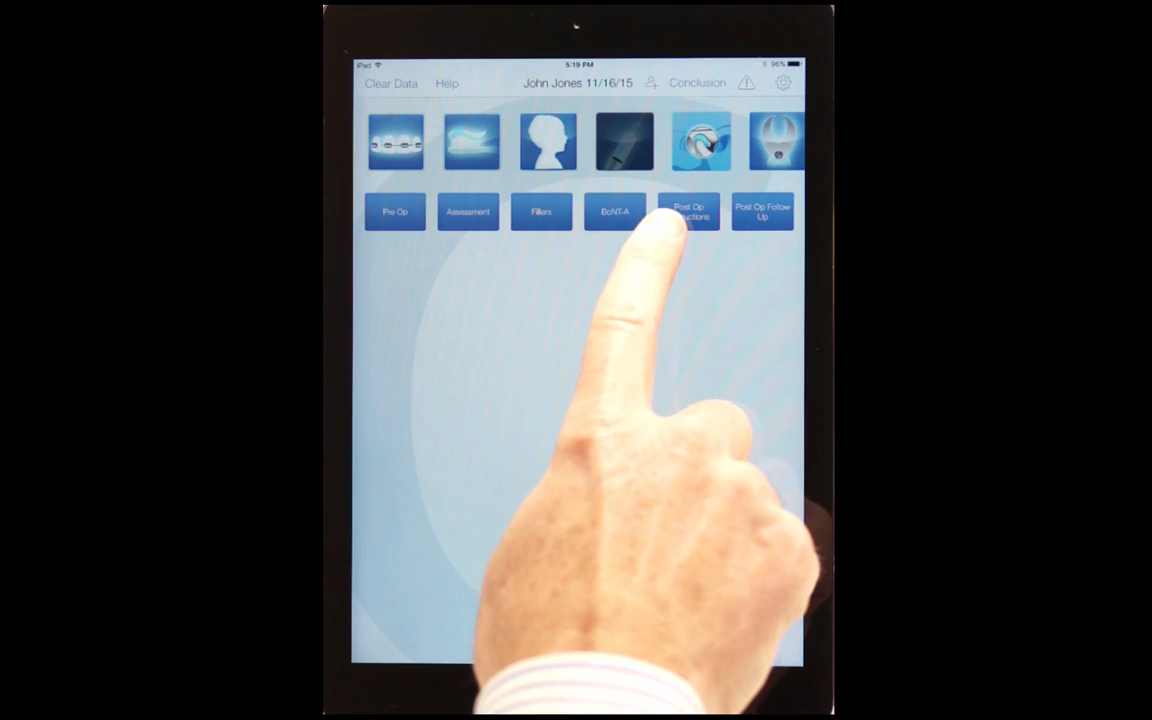 iPad 5:19 PM 96%
Clear Data Help John Jones 11/16/15 Conclusion
Pre Op Assessment Fillers BoNT-A Post Op Post Op Follow
Up